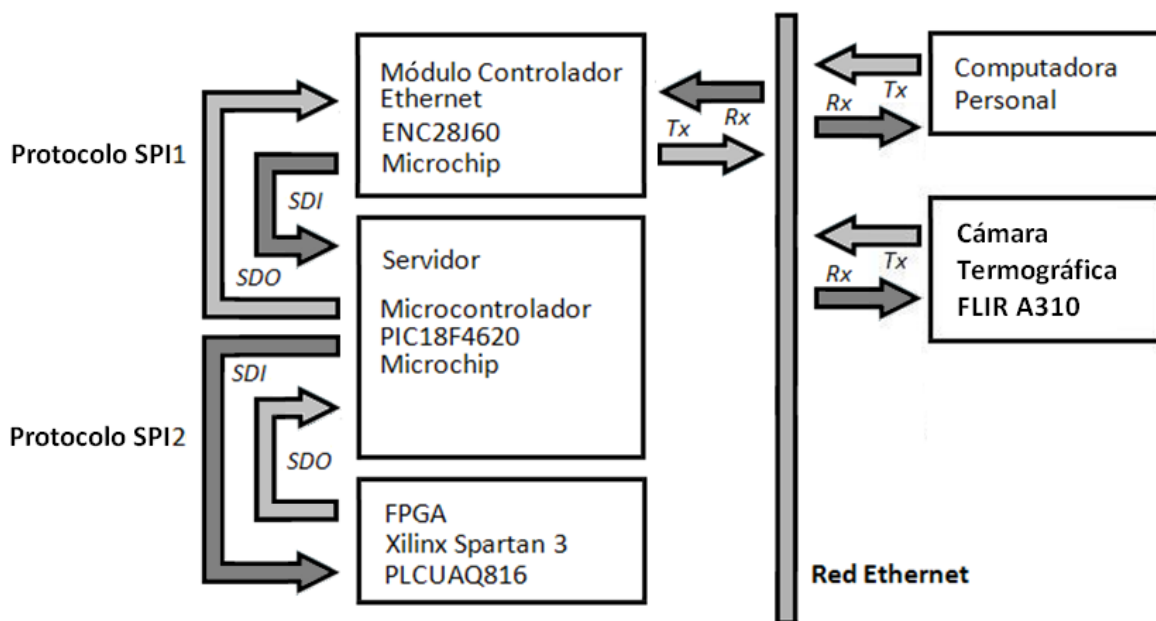 Módulo Controlador
Ethernet
ENC28J60
Microchip
Protocolo SPI1
SDI
SDO
Rx
Tx
Servidor
Microcontrolador
PIC18F4620
Microchip
SDI
Protocolo SPI2
SDO
FPGA
Xilinx Spartan 3
PLCUAQ816
Computadora
Personal
Tx
Rx
Cámara
Termográfica
FLIR A310
Tx
Rx
Red Ethernet